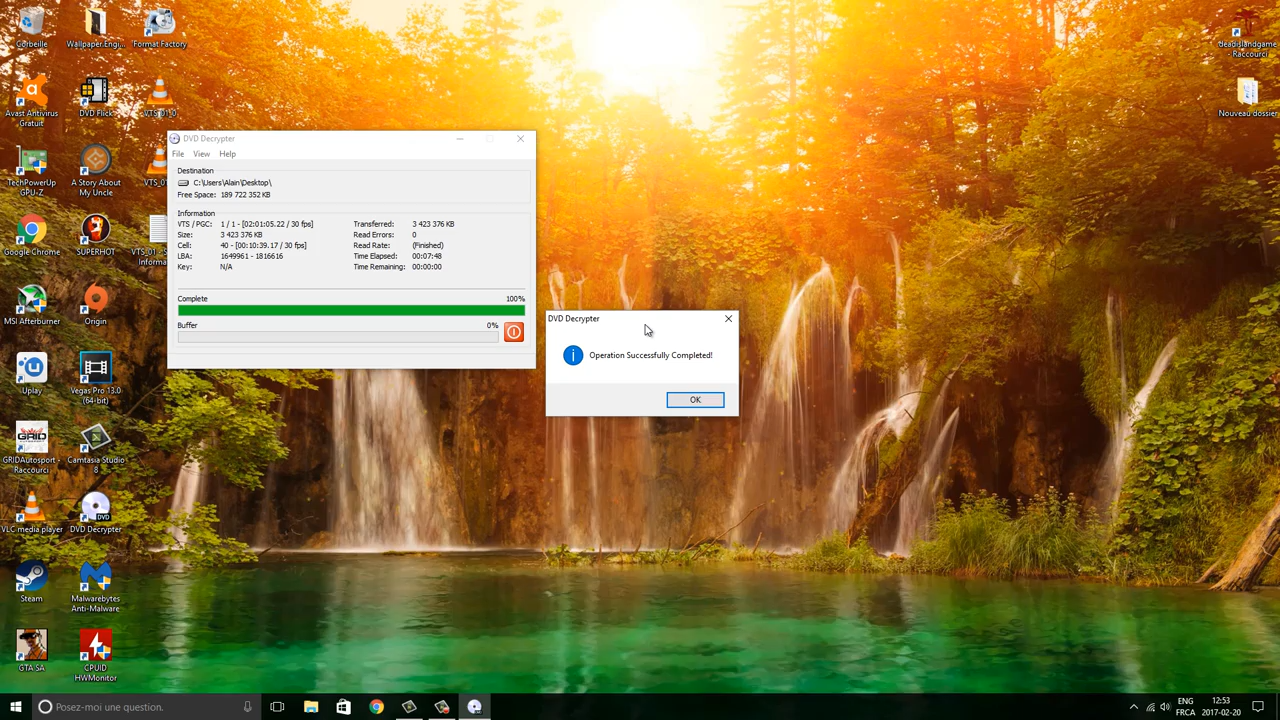 Corbeille
Wallpaper Engi...
Format Factory
deadislandgame
Raccourci
Avast Antivirus
Gratuit
DVD Flick
VTS_01_0
Nouveau dossier
DVD Decrypter
File View Help
Destination
C:\Users\Alain\Desktop\
Free Space: 189 722 352 KB
Information
VTS / PGC: 1 / 1 - [02:01:05.22 / 30 fps]
Transferred: 3 423 376 KB
Size: 3 423 376 KB
Read Errors: 0
Cell: 40 - [00:10:39.17 / 30 fps]
Read Rate: (Finished)
LBA: 1649961 - 1816616
Time Elapsed: 00:07:48
Key: N/A
Time Remaining: 00:00:00
Complete 100%
Buffer 0%
TechPowerUp
GPU-Z
A Story About
My Uncle
VTS_0
Google Chrome
SUPERHOT
VTS_01 - S
Informa
MSI Afterburner
Origin
DVD Decrypter
Operation Successfully Completed!
OK
Uplay
Vegas Pro 13.0
(64-bit)
GRIDAutosport -
Raccourci
Camtasia Studio
8
VLC media player
DVD
DVD Decrypter
Steam
Malwarebytes
Anti-Malware
GTA SA
CPUID
HWMonitor
Posez-moi une question.
ENG
FRCA
12:53
2017-02-20